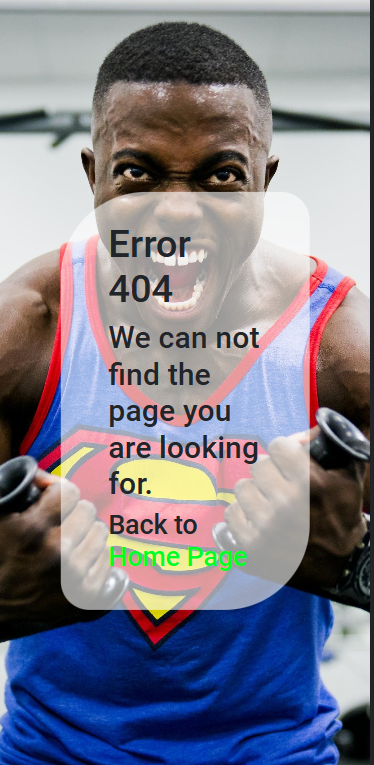 Error
404
We can not
find the
page you
are looking
for.
Back to
Home Page